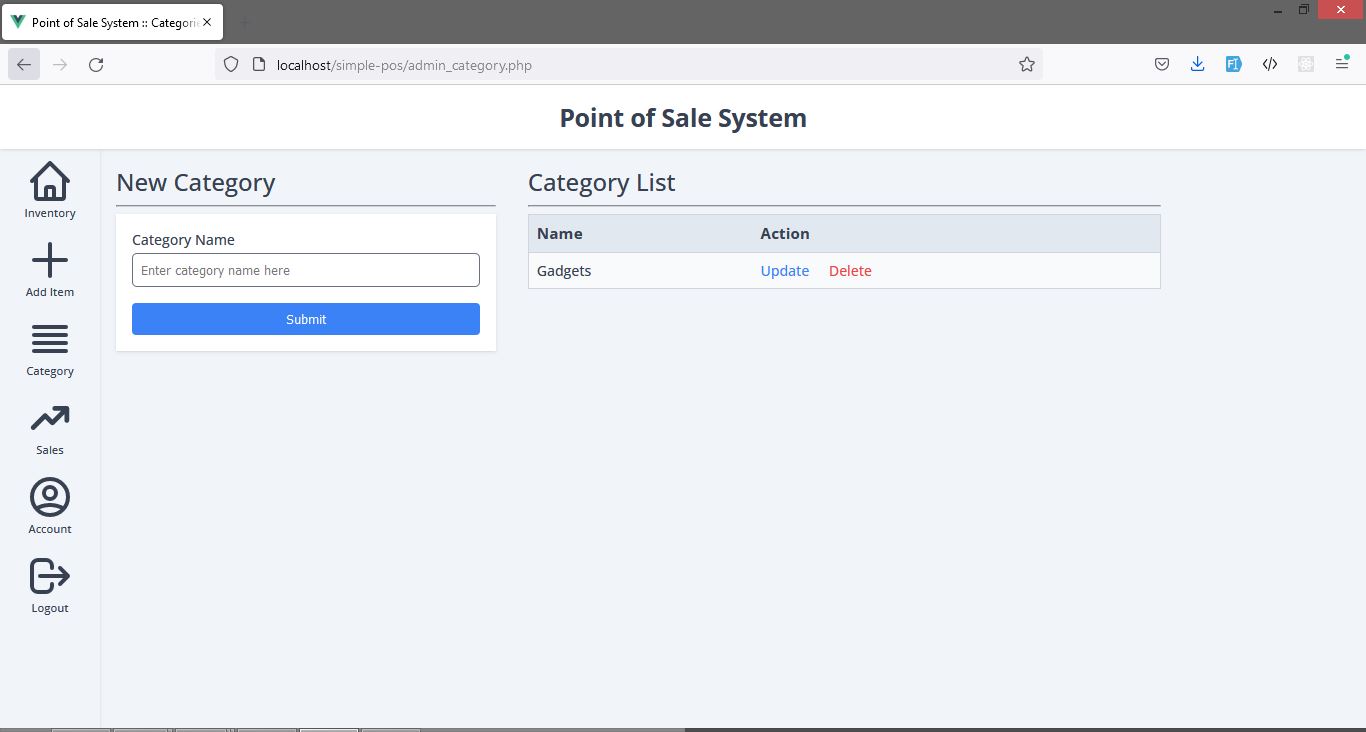 Point of Sale System :: Categorie
localhost/simple-pos/admin_category.php
Point of Sale System
Inventory
Add Item
Category
Sales
Account
Logout
New Category
Category Name
Enter category name here
Submit
Category List
Name Action
Gadgets Update Delete